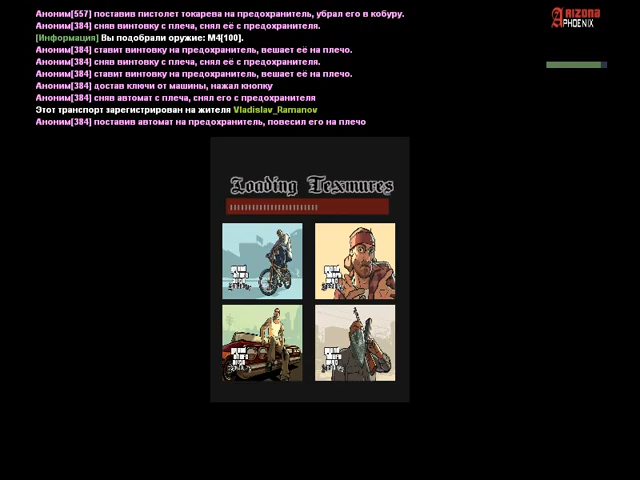 Аноним[557] поставив пистолет токарева на предохранитель, убрал его в кобуру.
Аноним[384] сняв винтовку с плеча, снял её с предохранителя.
[Информация] Вы подобрали оружие: M4[100].
Аноним[384] ставит винтовку на предохранитель, вешает её на плечо.
Аноним[384] сняв винтовку с плеча, снял её с предохранителя.
Аноним[384] ставит винтовку на предохранитель, вешает её на плечо.
Аноним[384] достав ключи от машины, нажал кнопку
Аноним[384] сняв автомат с плеча, снял его с предохранителя
Этот транспорт зарегистрирован на жителя Vladislav_Ramanov
Аноним[384] поставив автомат на предохранитель, повесил его на плечо
ARIZONA
PHOENIX
Loading Texmures